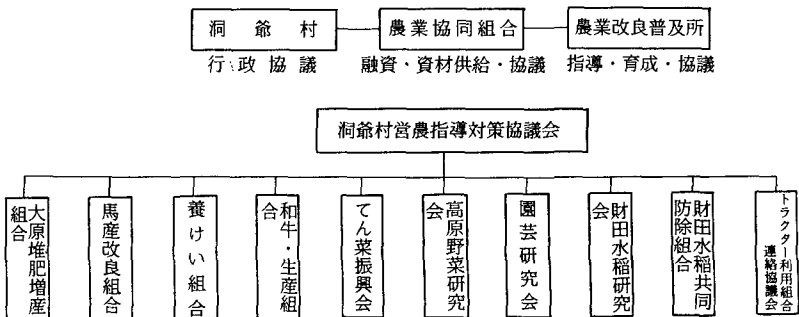 洞爺村
農業協同組合
農業改良普及所
行政協議
融資、資材供給・協議
指導・育成・協議
洞爺村営農指導対策協議会
大原堆肥増産
組合
馬産改良組合
養けい組合
和牛・生産組
合
てん菜振興会
高原野菜研究
会
園芸研究会
財田水稲研究
会
財田水稲共同
防除組合
トラクター利用組合
連絡協議会